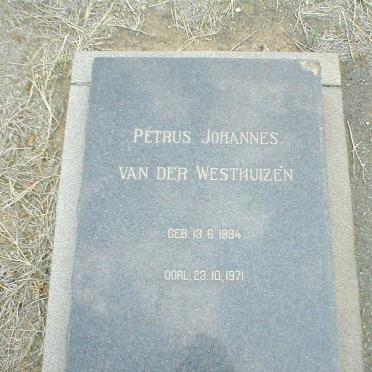 PETRUS JOHANNES
VAN DER WESTHUIZEN
GEB. 13. 6. 1894
OORL. 23. 10. 1971